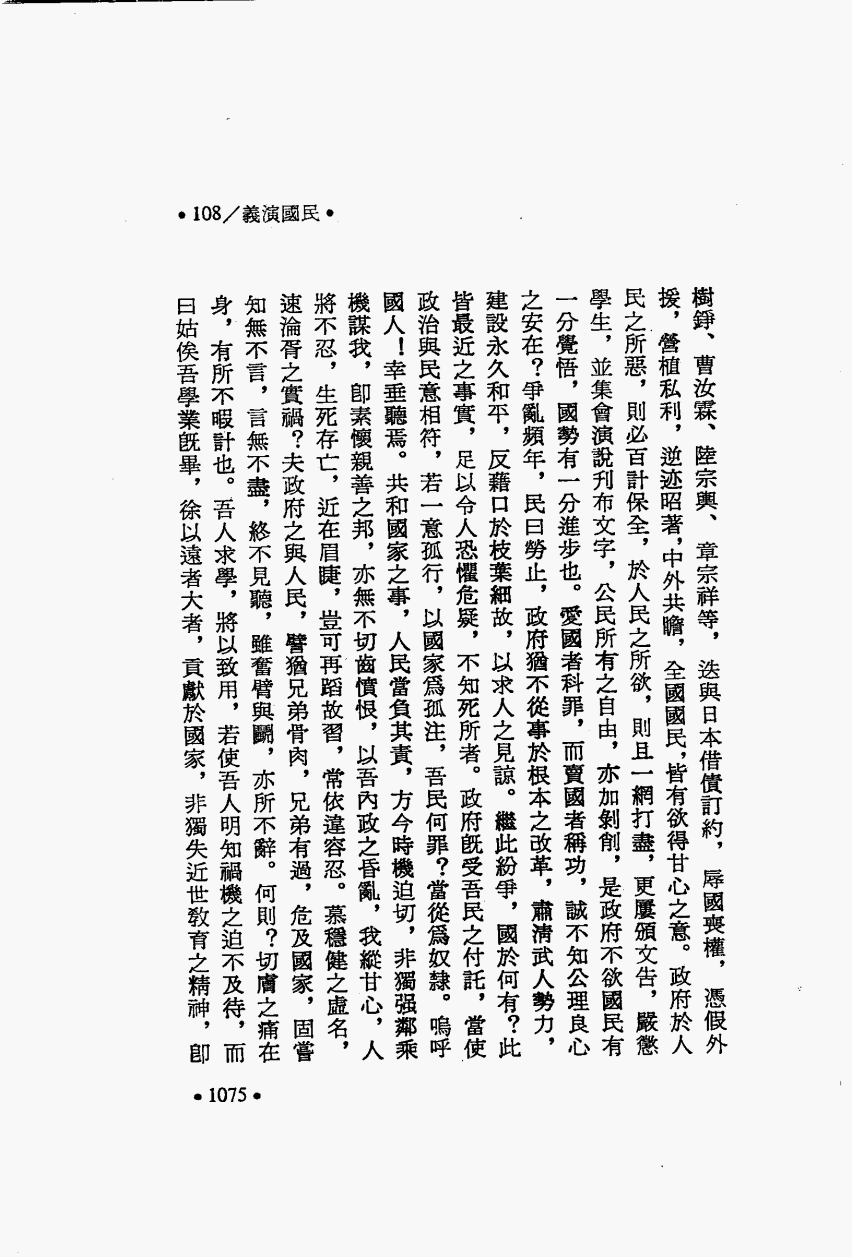 •108／義演國民•
樹錚、曹汝霖、陸宗輿、章宗祥等，迭與日本借債訂約，辱國喪權，憑假外
援，營植私利，逆迹昭著，中外共瞻，全國國民，皆有欲得甘心之意。政府於人
民之所惡，則必百計保全，於人民之所欲，則且一網打盡，更屢頒文告，嚴懲
學生，並集會演說刋布文字，公民所有之自由，亦加剝削，是政府不欲國民有
一分覺悟，國勢有一分進步也。愛國者科罪，而賣國者稱功，誠不知公理良心
之安在？爭亂頻年，民曰勞止，政府猶不從事於根本之改革，肅清武人勢力，
建設永久和平，反藉口於枝葉細故，以求人之見諒。繼此紛爭，國於何有？此
皆最近之事實，足以令人恐懼危疑，不知死所者。政府旣受吾民之付託，當使
政治與民意相符，若一意孤行，以國家爲孤注，吾民何罪？當從爲奴隸。嗚呼
國人！幸垂聽焉。共和國家之事，人民當負其責，方今時機迫切，非獨强鄰乘
機謀我，卽素懷親善之邦，亦無不切齒憤恨，以吾內政之昏亂，我縱甘心，人
將不忍，生死存亡，近在眉睫，豈可再蹈故習，常依違容忍。慕穩健之虛名，
速淪胥之實禍？夫政府之與人民，譬猶兄弟骨肉，兄弟有過，危及國家，固嘗
知無不言，言無不盡，終不見聽，雖奮臂與鬭，亦所不辭。何則？切膚之痛在
身，有所不暇計也。吾人求學，將以致用，若使吾人明知禍機之迫不及待，而
曰姑俟吾學業旣畢，徐以遠者大者，貢獻於國家，非獨失近世敎育之精神，卽
•1075•